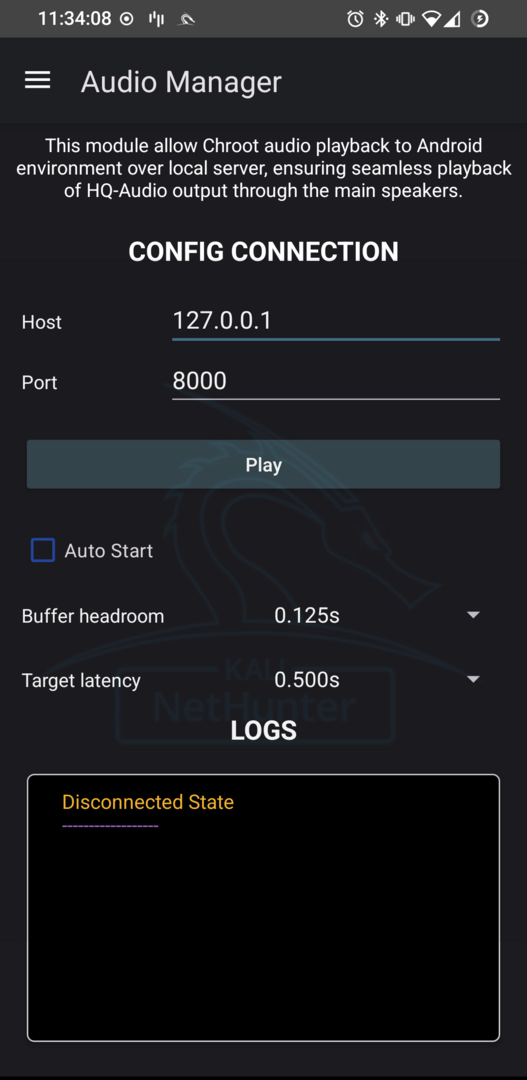 11:34:08
Audio Manager
This module allow Chroot audio playback to Android
environment over local server, ensuring seamless playback
of HQ-Audio output through the main speakers.
CONFIG CONNECTION
Host 127.0.0.1
Port 8000
Play
Auto Start
Buffer headroom 0.125s
KALI
Target latency 0.500s
NetHunter
LOGS
Disconnected State
------------------